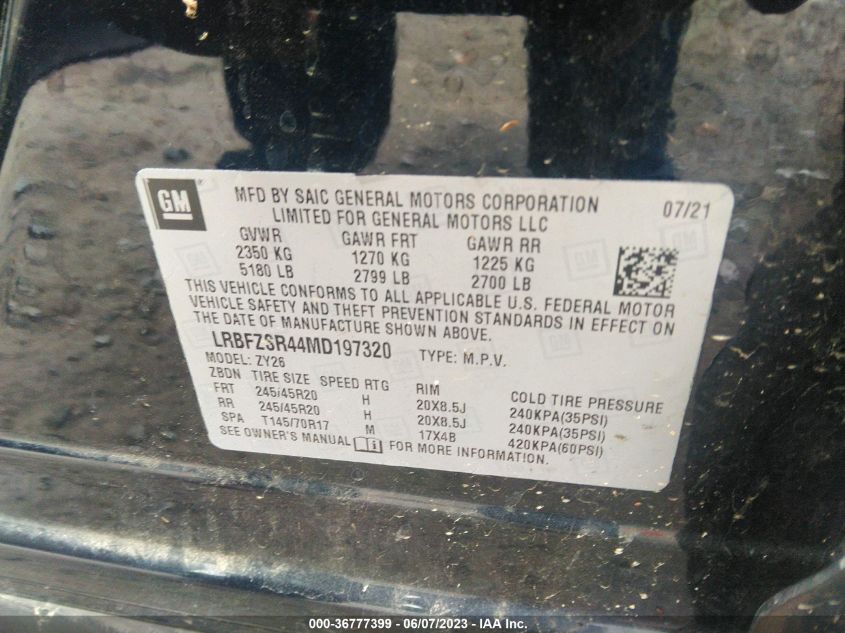 GM
MFD BY SAIC GENERAL MOTORS CORPORATION 07/21
LIMITED FOR GENERAL MOTORS LLC
GVWR GAWR FRT GAWR RR
2350 KG 1270 KG 1225 KG
5180 LB 2799 LB 2700 LB
THIS VEHICLE CONFORMS TO ALL APPLICABLE U.S. FEDERAL MOTOR
VEHICLE SAFETY AND THEFT PREVENTION STANDARDS IN EFFECT ON
THE DATE OF MANUFACTURE SHOWN ABOVE.
LRBFZSR44MD197320 TYPE: M.P.V.
MODEL: ZY26
ZBDN TIRE SIZE SPEED RTG RIM COLD TIRE PRESSURE
FRT 245/45R20 H 20X8.5J 240KPA(35PSI)
RR 245/45R20 H 20X8.5J 240KPA(35PSI)
SPA T145/70R17 M 17X4B 420KPA(60PSI)
SEE OWNER'S MANUAL FOR MORE INFORMATION.
000-36777399 - 06/07/2023 - IAA Inc.